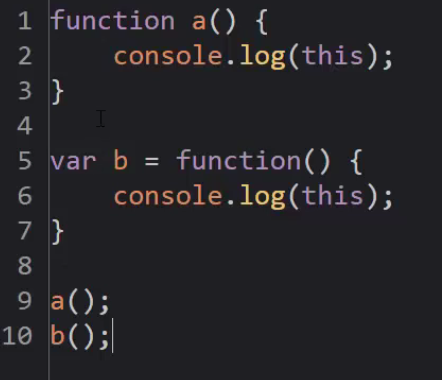 1 function a() {
2     console.log(this);
3 }
4
5 var b = function() {
6     console.log(this);
7 }
8
9 a();
10 b();